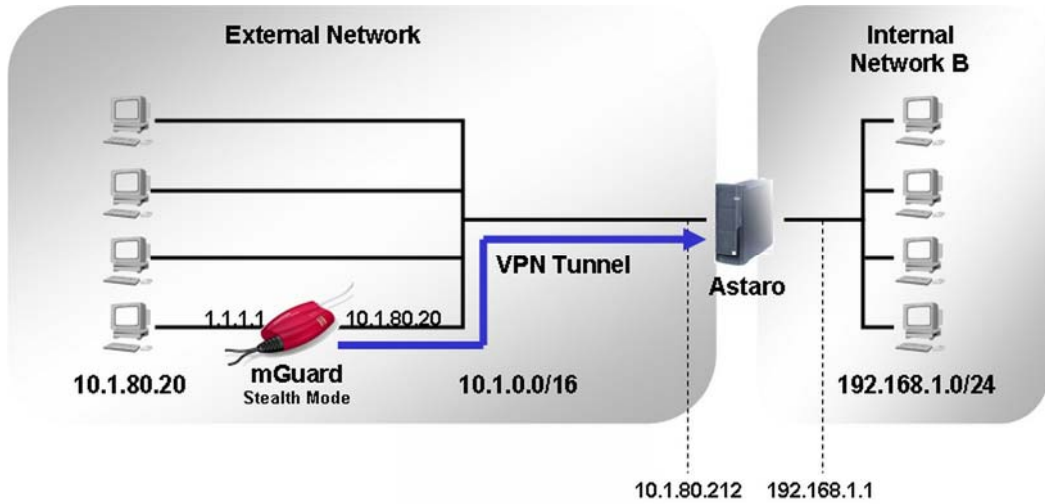 External Network
Internal
Network B
VPN Tunnel
Astaro
1.1.1.1
10.1.80.20
10.1.80.20
mGuard
Stealth Mode
10.1.0.0/16
192.168.1.0/24
10.1.80.212
192.168.1.1